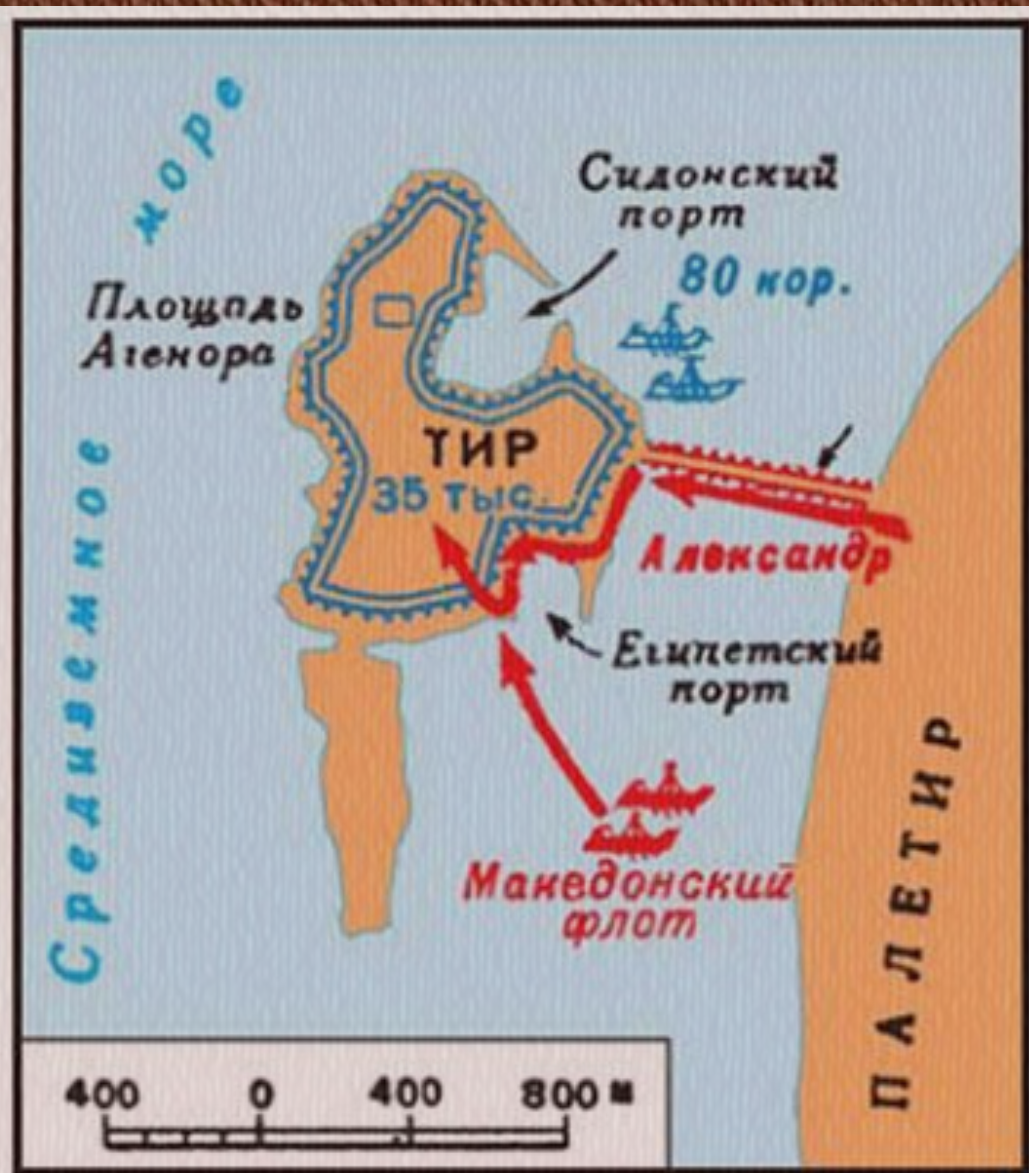 Средиземное море
Сидонский
порт
80 кор.
Площадь
Агенора
ТИР
35 тыс.
Александр
Египетский
порт
Македонский
флот
ПАЛЕТИР
400 0 400 800 м